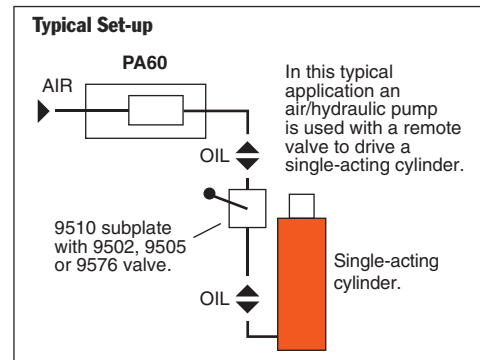 Typical Set-up
PA60
AIR
In this typical
application an
air/hydraulic pump
is used with a remote
valve to drive a
single-acting cylinder.
OIL
9510 subplate
with 9502, 9505
or 9576 valve.
Single-acting
cylinder.
OIL